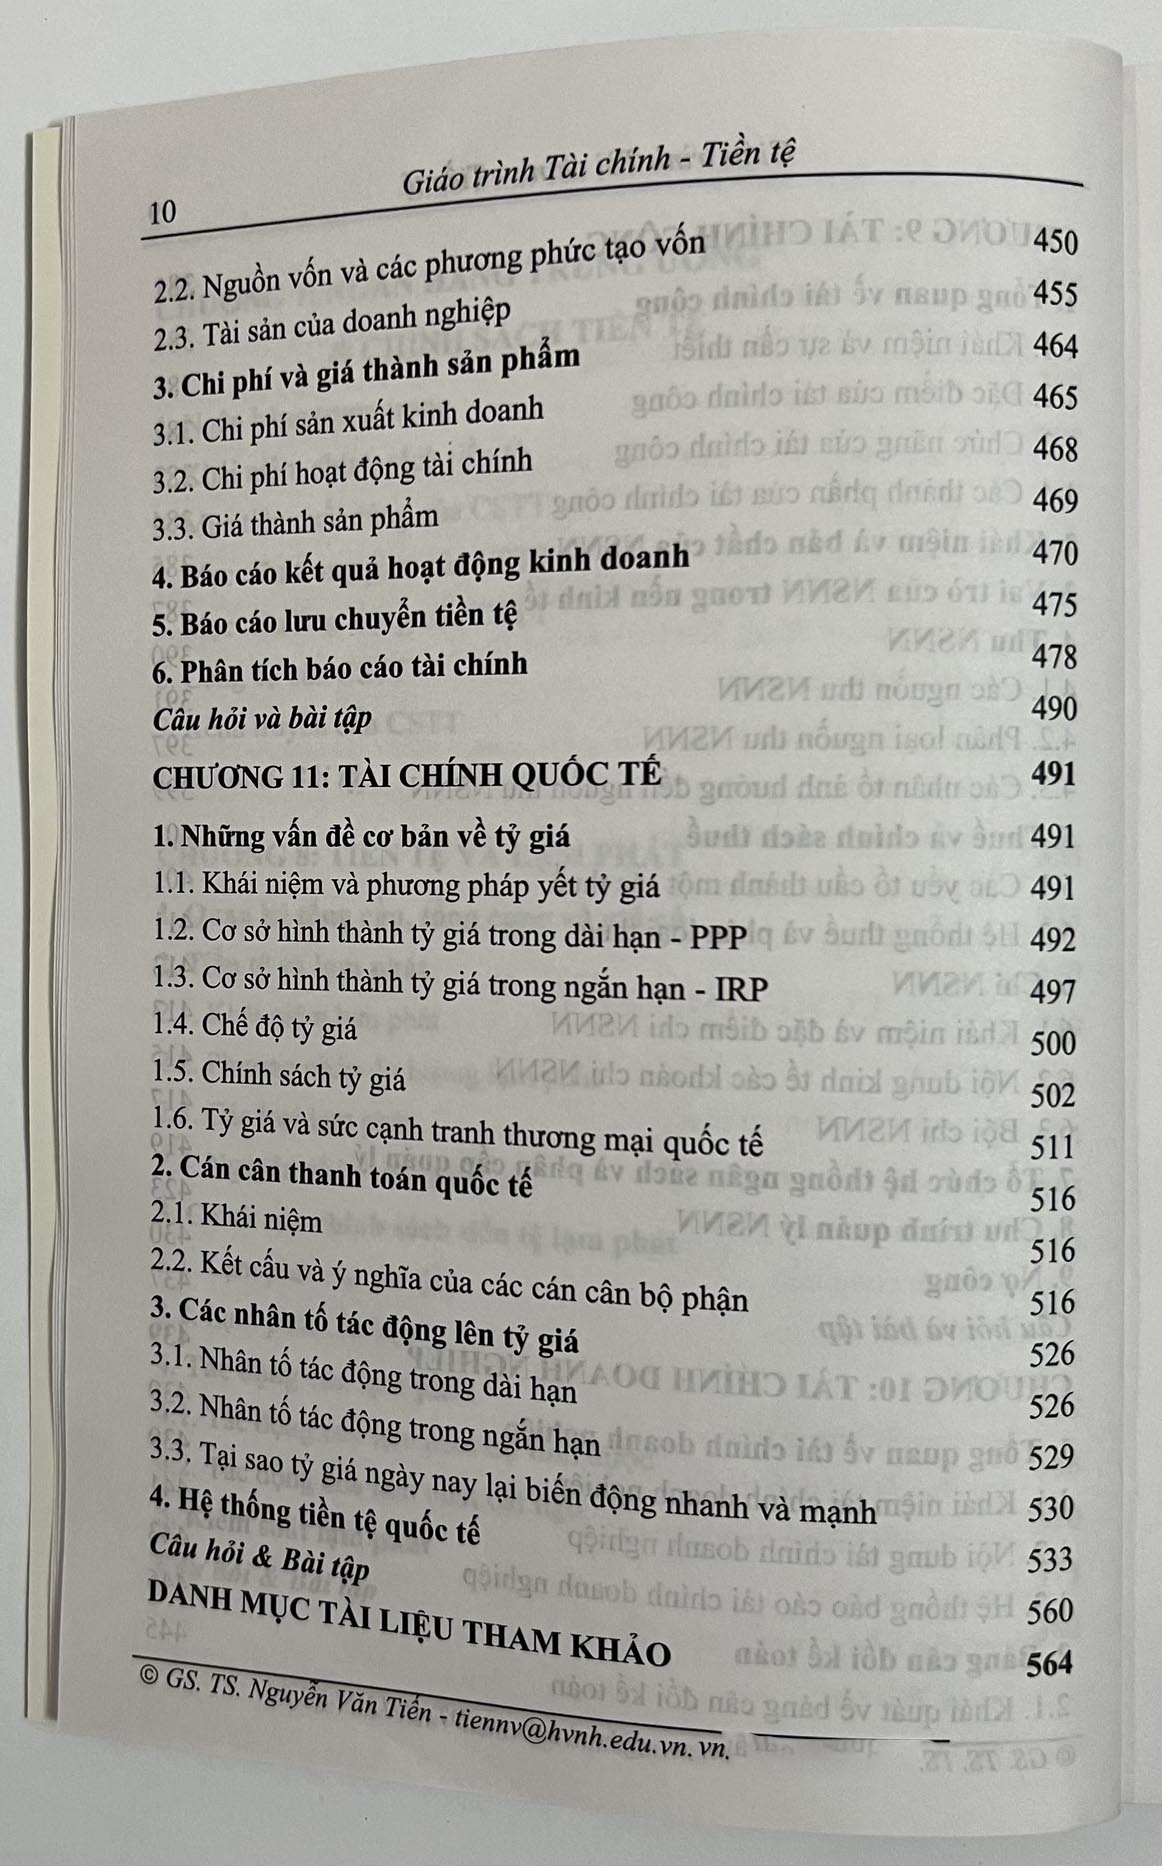 10
Giáo trình Tài chính - Tiền tệ
2.2. Nguồn vốn và các phương phức tạo vốn 450
2.3. Tài sản của doanh nghiệp 455
3. Chi phí và giá thành sản phẩm 464
3.1. Chi phí sản xuất kinh doanh 465
3.2. Chi phí hoạt động tài chính 468
3.3. Giá thành sản phẩm 469
4. Báo cáo kết quả hoạt động kinh doanh 470
5. Báo cáo lưu chuyển tiền tệ 475
6. Phân tích báo cáo tài chính 478
Câu hỏi và bài tập 490
CHƯƠNG 11: TÀI CHÍNH QUỐC TẾ 491
1. Những vấn đề cơ bản về tỷ giá 491
1.1. Khái niệm và phương pháp yết tỷ giá 491
1.2. Cơ sở hình thành tỷ giá trong dài hạn - PPP 492
1.3. Cơ sở hình thành tỷ giá trong ngắn hạn - IRP 497
1.4. Chế độ tỷ giá 500
1.5. Chính sách tỷ giá 502
1.6. Tỷ giá và sức cạnh tranh thương mại quốc tế 511
2. Cán cân thanh toán quốc tế 516
2.1. Khái niệm 516
2.2. Kết cấu và ý nghĩa của các cán cân bộ phận 516
3. Các nhân tố tác động lên tỷ giá 526
3.1. Nhân tố tác động trong dài hạn 526
3.2. Nhân tố tác động trong ngắn hạn 529
3.3. Tại sao tỷ giá ngày nay lại biến động nhanh và mạnh 530
4. Hệ thống tiền tệ quốc tế 533
Câu hỏi & Bài tập 560
DANH MỤC TÀI LIỆU THAM KHẢO 564
© GS. TS. Nguyễn Văn Tiến - tiennv@hvnh.edu.vn. vn.